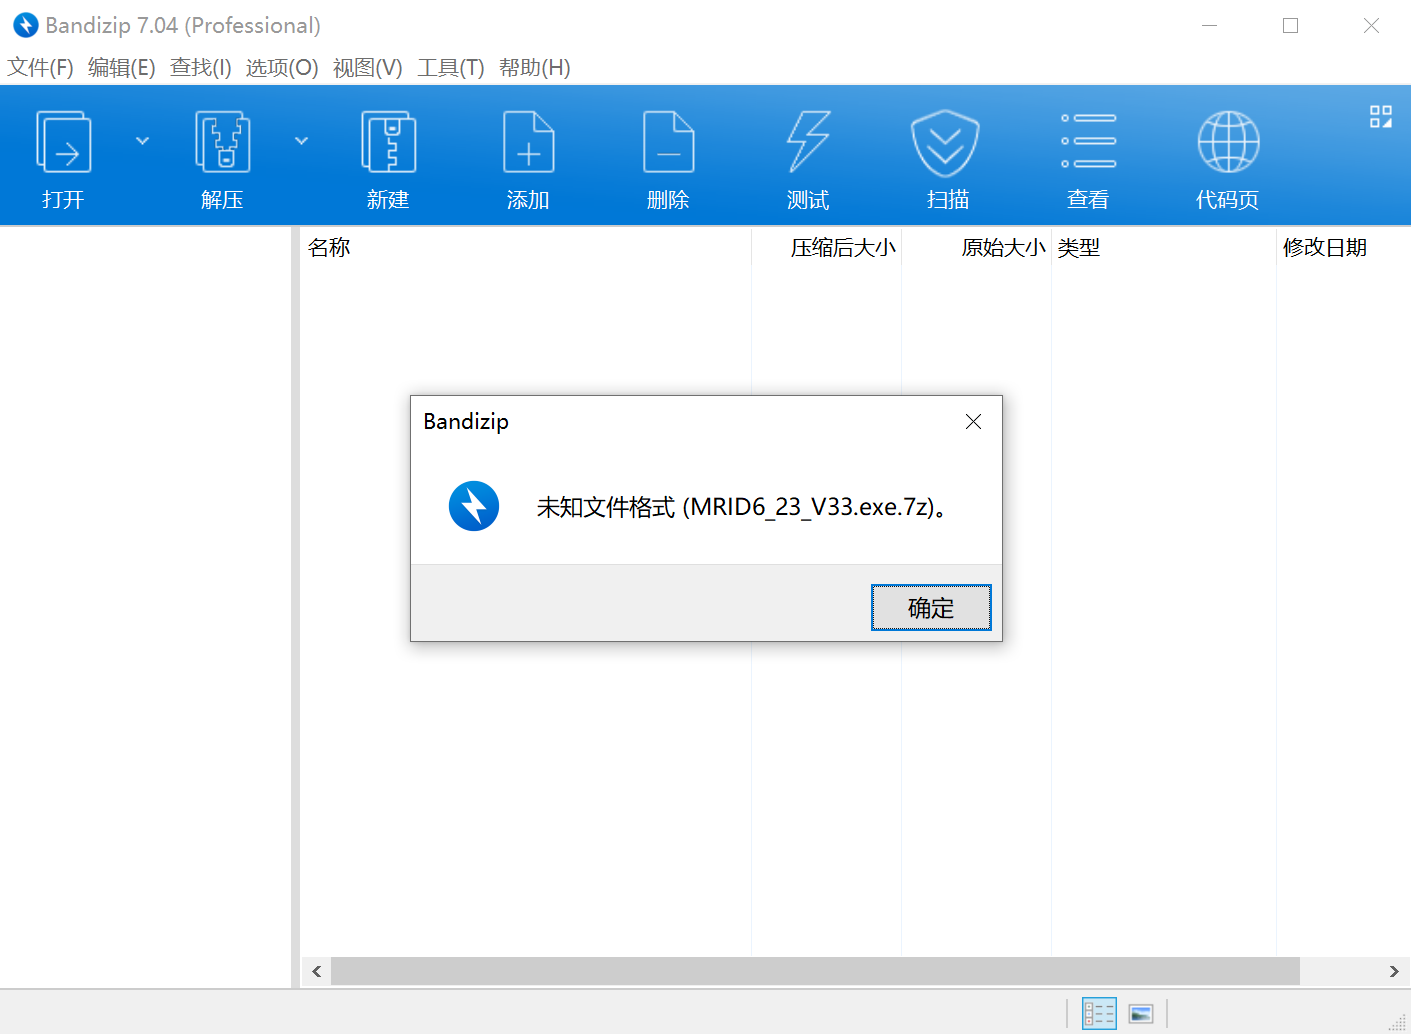 Bandizip 7.04 (Professional)
文件(F) 编辑(E) 查找(I) 选项(O) 视图(V) 工具(T) 帮助(H)
打开 解压 新建 添加 删除 测试 扫描 查看 代码页
名称 压缩后大小 原始大小 类型 修改日期
Bandizip
未知文件格式 (MRID6_23_V33.exe.7z)。
确定